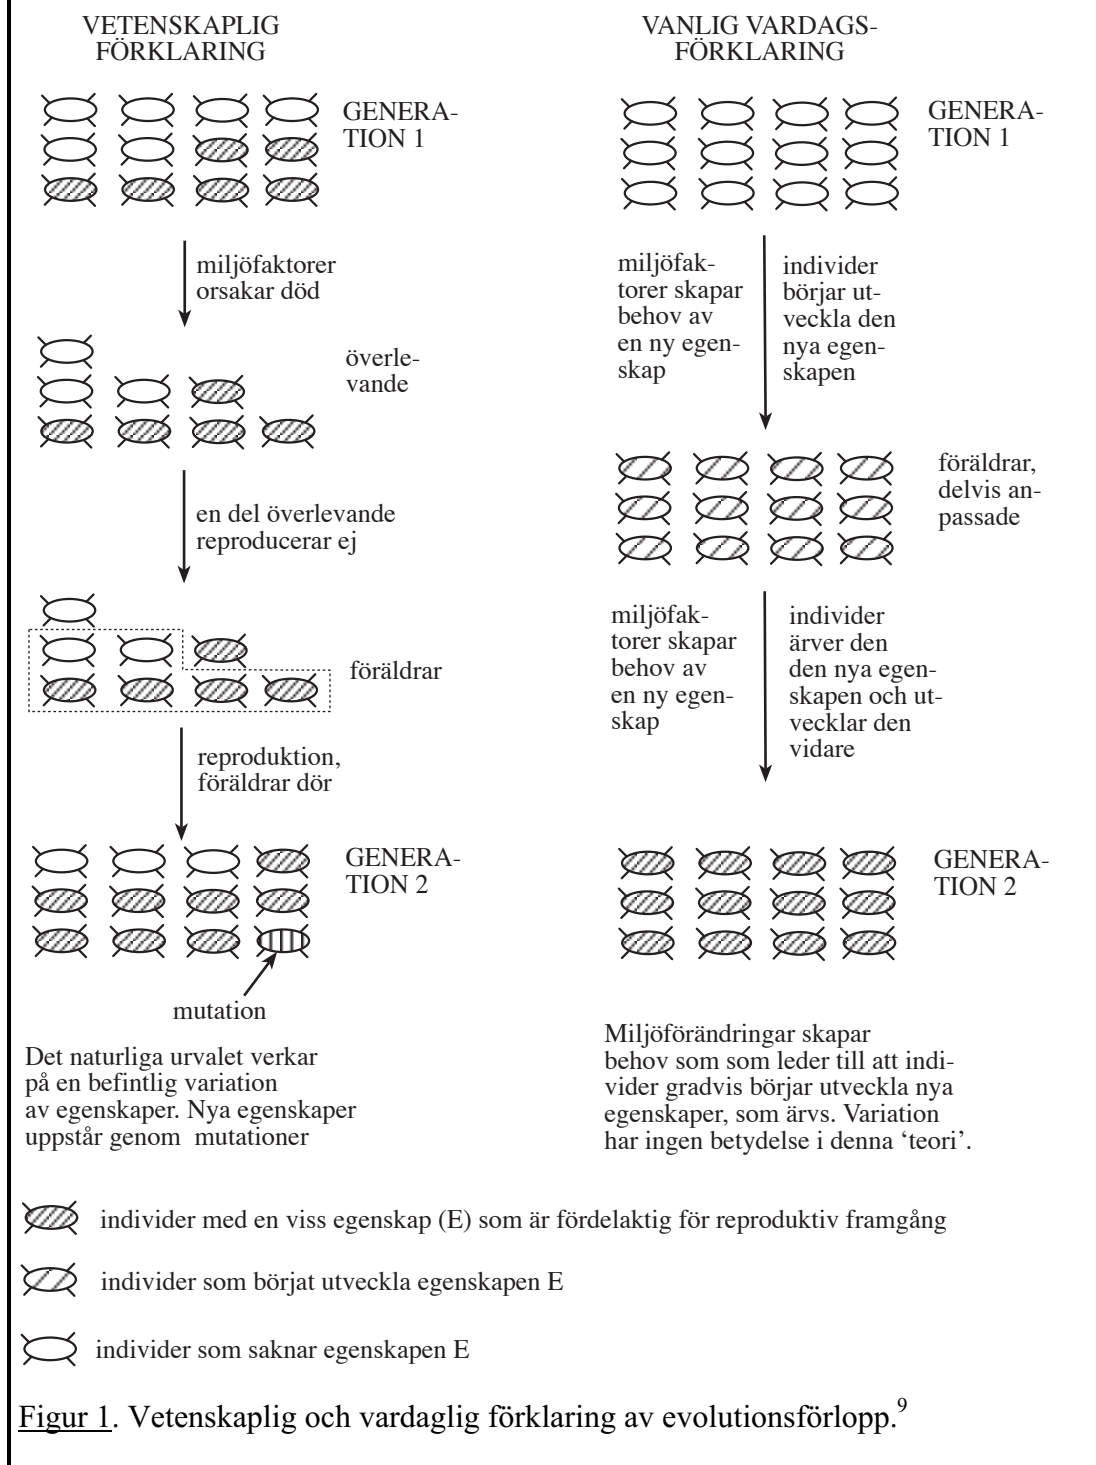 VETENSKAPLIG
FÖRKLARING
GENERA-
TION 1
miljöfaktorer
orsakar död
överle-
vande
en del överlevande
reproducerar ej
föräldrar
reproduktion,
föräldrar dör
GENERA-
TION 2
mutation
Det naturliga urvalet verkar
på en befintlig variation
av egenskaper. Nya egenskaper
uppstår genom mutationer
VANLIG VARDAGS-
FÖRKLARING
GENERA-
TION 1
miljöfak-
torer skapar
behov av
en ny egen-
skap
individer
börjar ut-
veckla den
nya egen-
skapen
föräldrar,
delvis an-
passade
miljöfak-
torer skapar
behov av
en ny egen-
skap
individer
ärver den
den nya egen-
skapen och ut-
vecklar den
vidare
GENERA-
TION 2
Miljöförändringar skapar
behov som som leder till att indi-
vider gradvis börjar utveckla nya
egenskaper, som ärvs. Variation
har ingen betydelse i denna ‘teori’.
individer med en viss egenskap (E) som är fördelaktig för reproduktiv framgång
individer som börjat utveckla egenskapen E
individer som saknar egenskapen E
Figur 1. Vetenskaplig och vardaglig förklaring av evolutionsförlopp.⁹